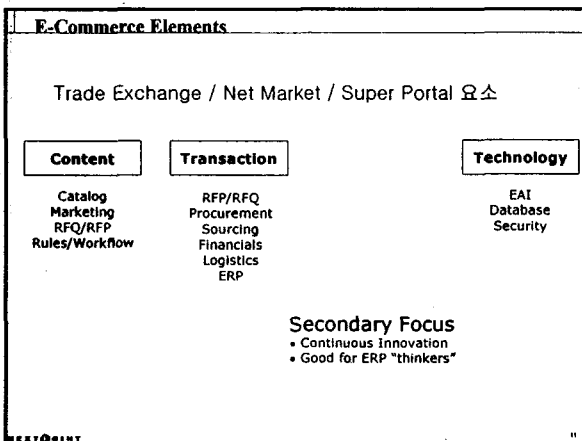 E-Commerce Elements
Trade Exchange / Net Market / Super Portal 요소
Content
Catalog
Marketing
RFQ/RFP
Rules/Workflow
Transaction
RFP/RFQ
Procurement
Sourcing
Financials
Logistics
ERP
Technology
EAI
Database
Security
Secondary Focus
• Continuous Innovation
• Good for ERP "thinkers"